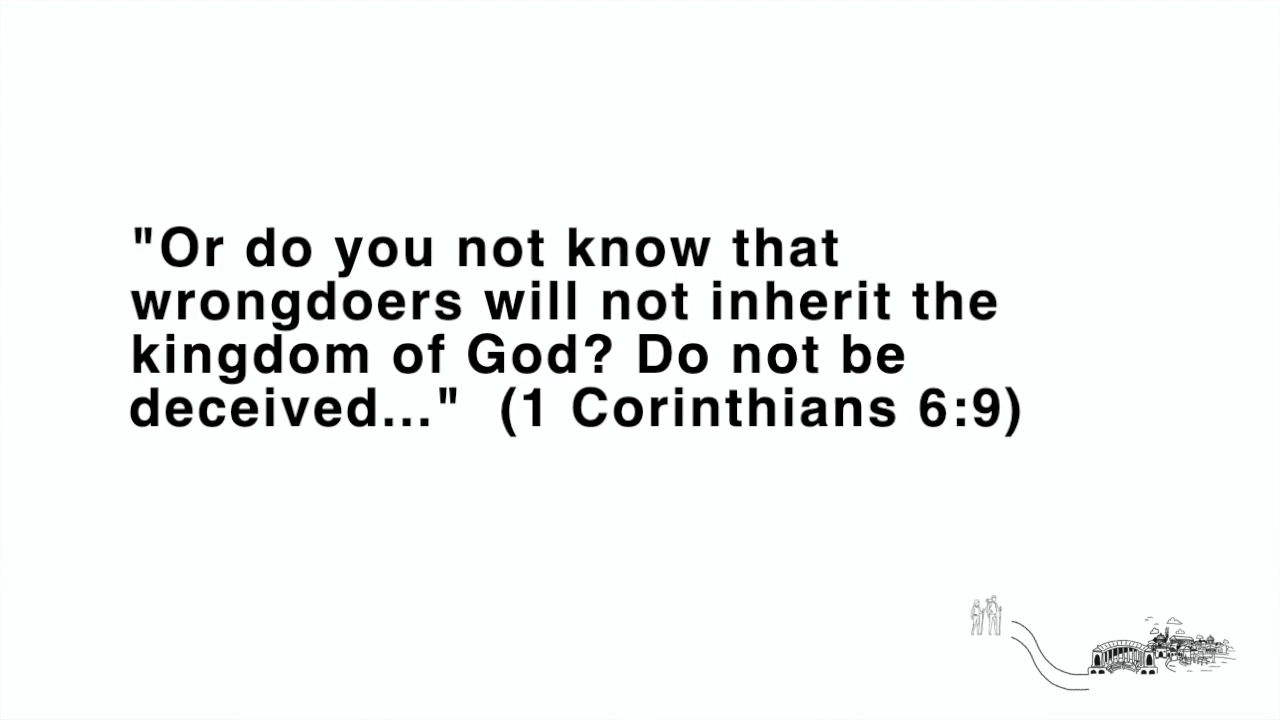 "Or do you not know that
wrongdoers will not inherit the
kingdom of God? Do not be
deceived..."  (1 Corinthians 6:9)